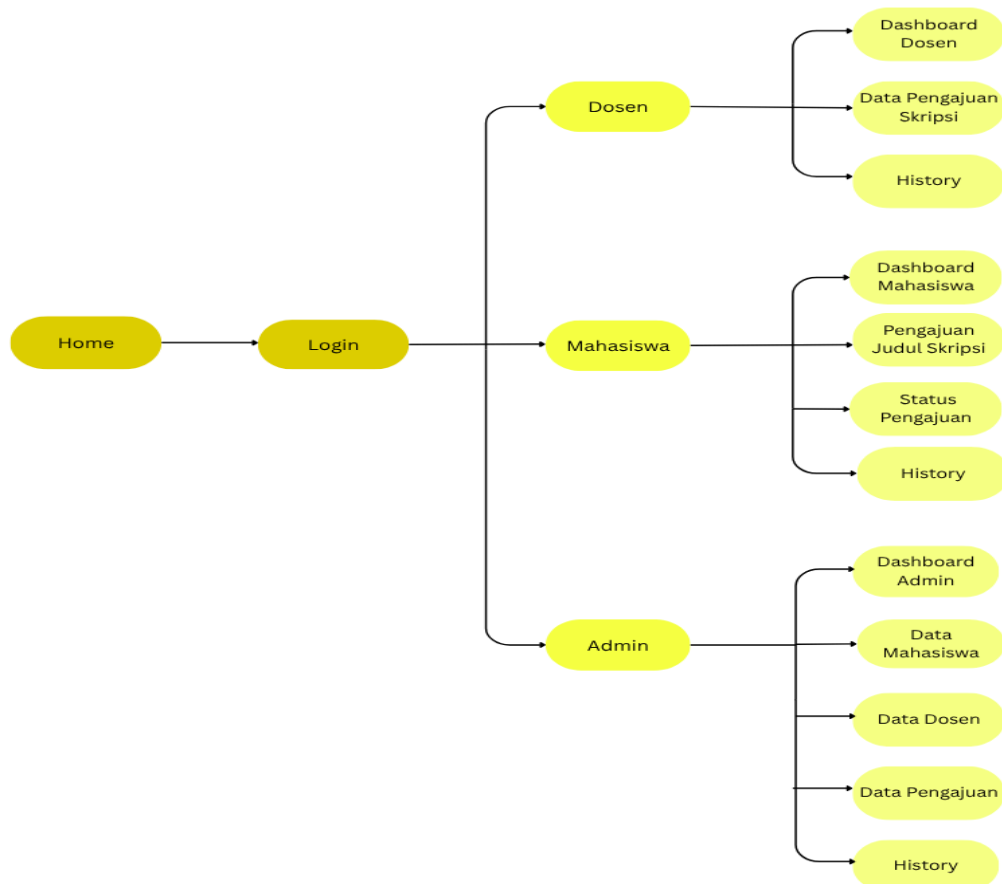 Home
Login
Dosen
Dashboard
Dosen
Data Pengajuan
Skripsi
History
Mahasiswa
Dashboard
Mahasiswa
Pengajuan
Judul Skripsi
Status
Pengajuan
History
Admin
Dashboard
Admin
Data
Mahasiswa
Data Dosen
Data Pengajuan
History